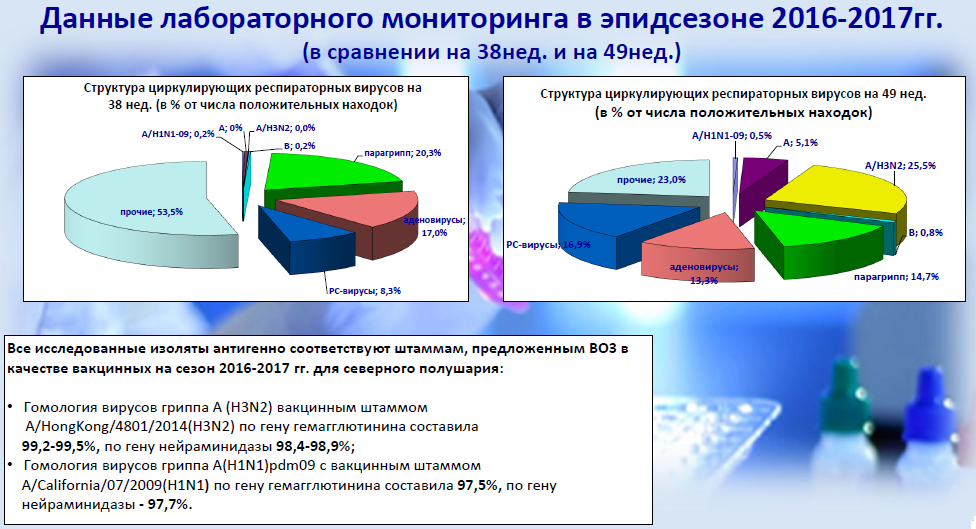 Данные лабораторного мониторинга в эпидсезоне 2016-2017гг.
(в сравнении на 38нед. и на 49нед.)
Структура циркулирующих респираторных вирусов на
38 нед. (в % от числа положительных находок)
A/H1N1-09; 0,2%
A; 0%
A/H3N2; 0,0%
B; 0,2%
парагрипп; 20,3%
аденовирусы;
17,0%
РС-вирусы; 8,3%
прочие; 53,5%
Структура циркулирующих респираторных вирусов на 49 нед.
(в % от числа положительных находок)
A/H1N1-09; 0,5%
A; 5,1%
A/H3N2; 25,5%
B; 0,8%
парагрипп; 14,7%
аденовирусы;
13,3%
РС-вирусы; 16,9%
прочие; 23,0%
Все исследованные изоляты антигенно соответствуют штаммам, предложенным ВОЗ в
качестве вакцинных на сезон 2016-2017 гг. для северного полушария:
• Гомология вирусов гриппа А (H3N2) вакцинным штаммом
A/HongKong/4801/2014(H3N2) по гену гемагглютинина составила
99,2-99,5%, по гену нейраминидазы 98,4-98,9%;
• Гомология вирусов гриппа А(H1N1)pdm09 с вакцинным штаммом
A/California/07/2009(H1N1) по гену гемагглютинина составила 97,5%, по гену
нейраминидазы - 97,7%.